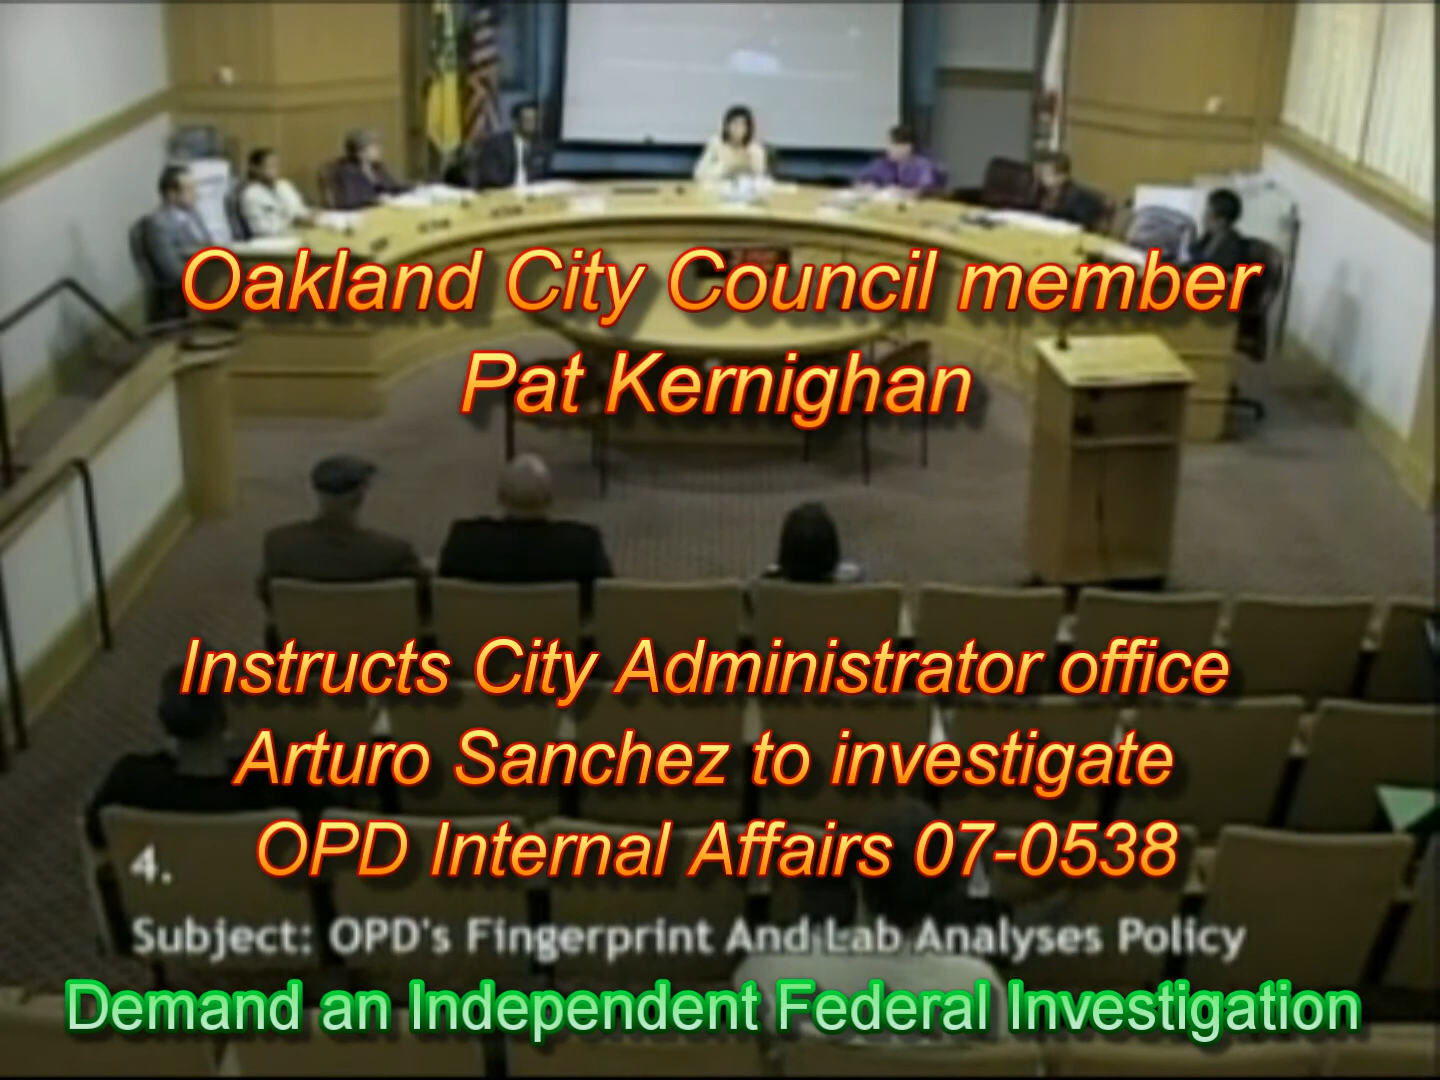 Oakland City Council member
Pat Kernighan
Instructs City Administrator office
Arturo Sanchez to investigate
OPD Internal Affairs 07-0538
4.
Subject: OPD's Fingerprint And Lab Analyses Policy
Demand an Independent Federal Investigation